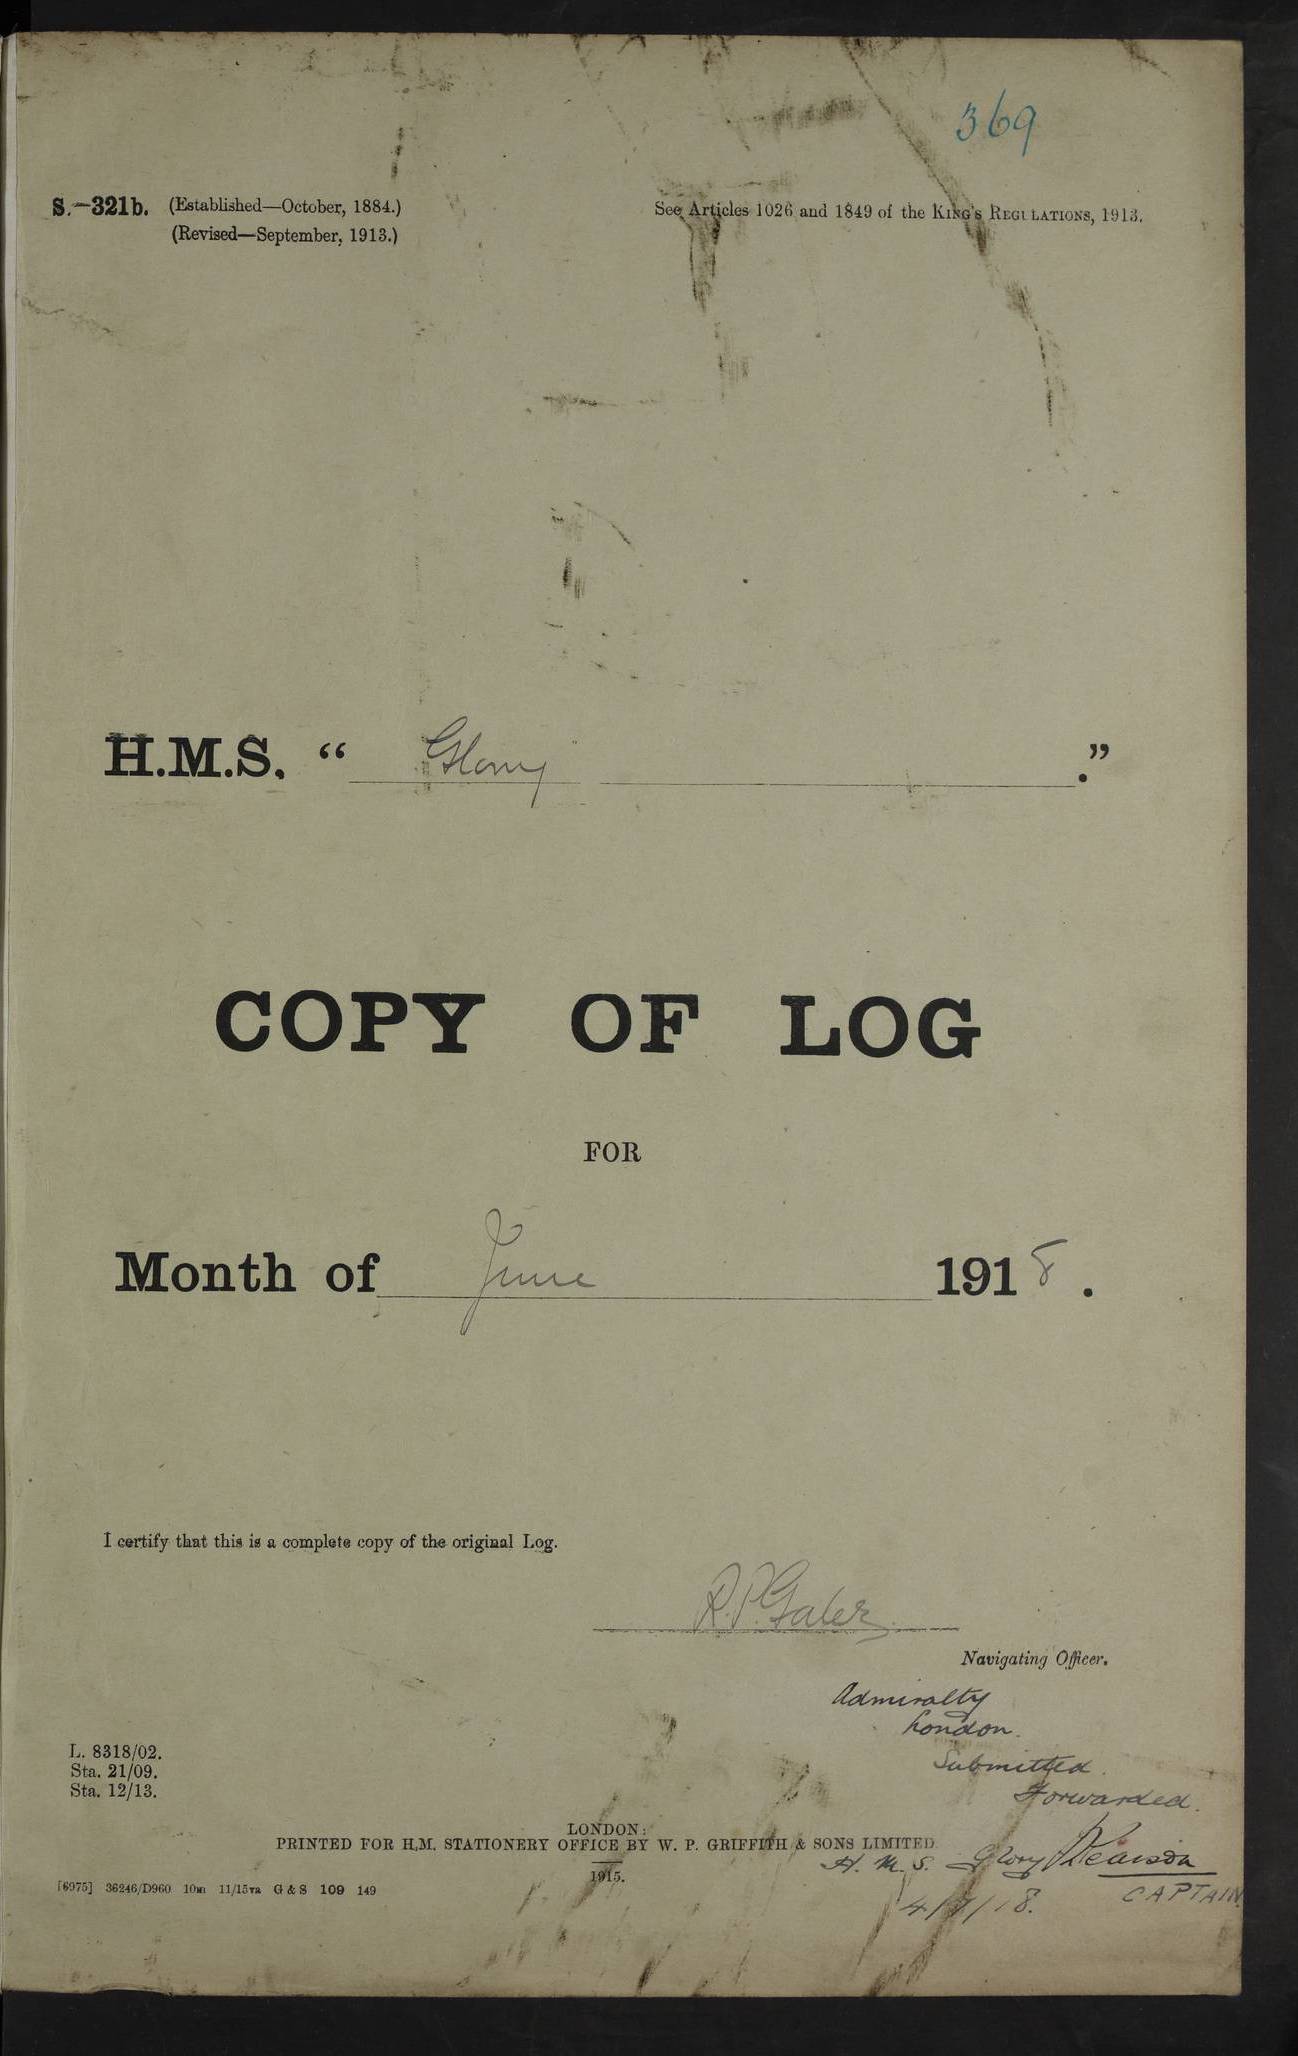 369
S.—321b. (Established—October, 1884.)
(Revised—September, 1913.)
See Articles 1026 and 1849 of the KING'S REGULATIONS, 1913.
H.M.S. “ Glory .”
COPY OF LOG
FOR
Month of June 1918.
I certify that this is a complete copy of the original Log.
R.P. Galer
Navigating Officer.
Admiralty
London.
Submitted.
Forwarded.
L. 8318/02.
Sta. 21/09.
Sta. 12/13.
LONDON:
PRINTED FOR H.M. STATIONERY OFFICE BY W. P. GRIFFITH & SONS LIMITED.
1915.
H. M. S. Glory
CAPTAIN
4/7/18.
[6975] 36246/D960 10m 11/15 G & S 109 149